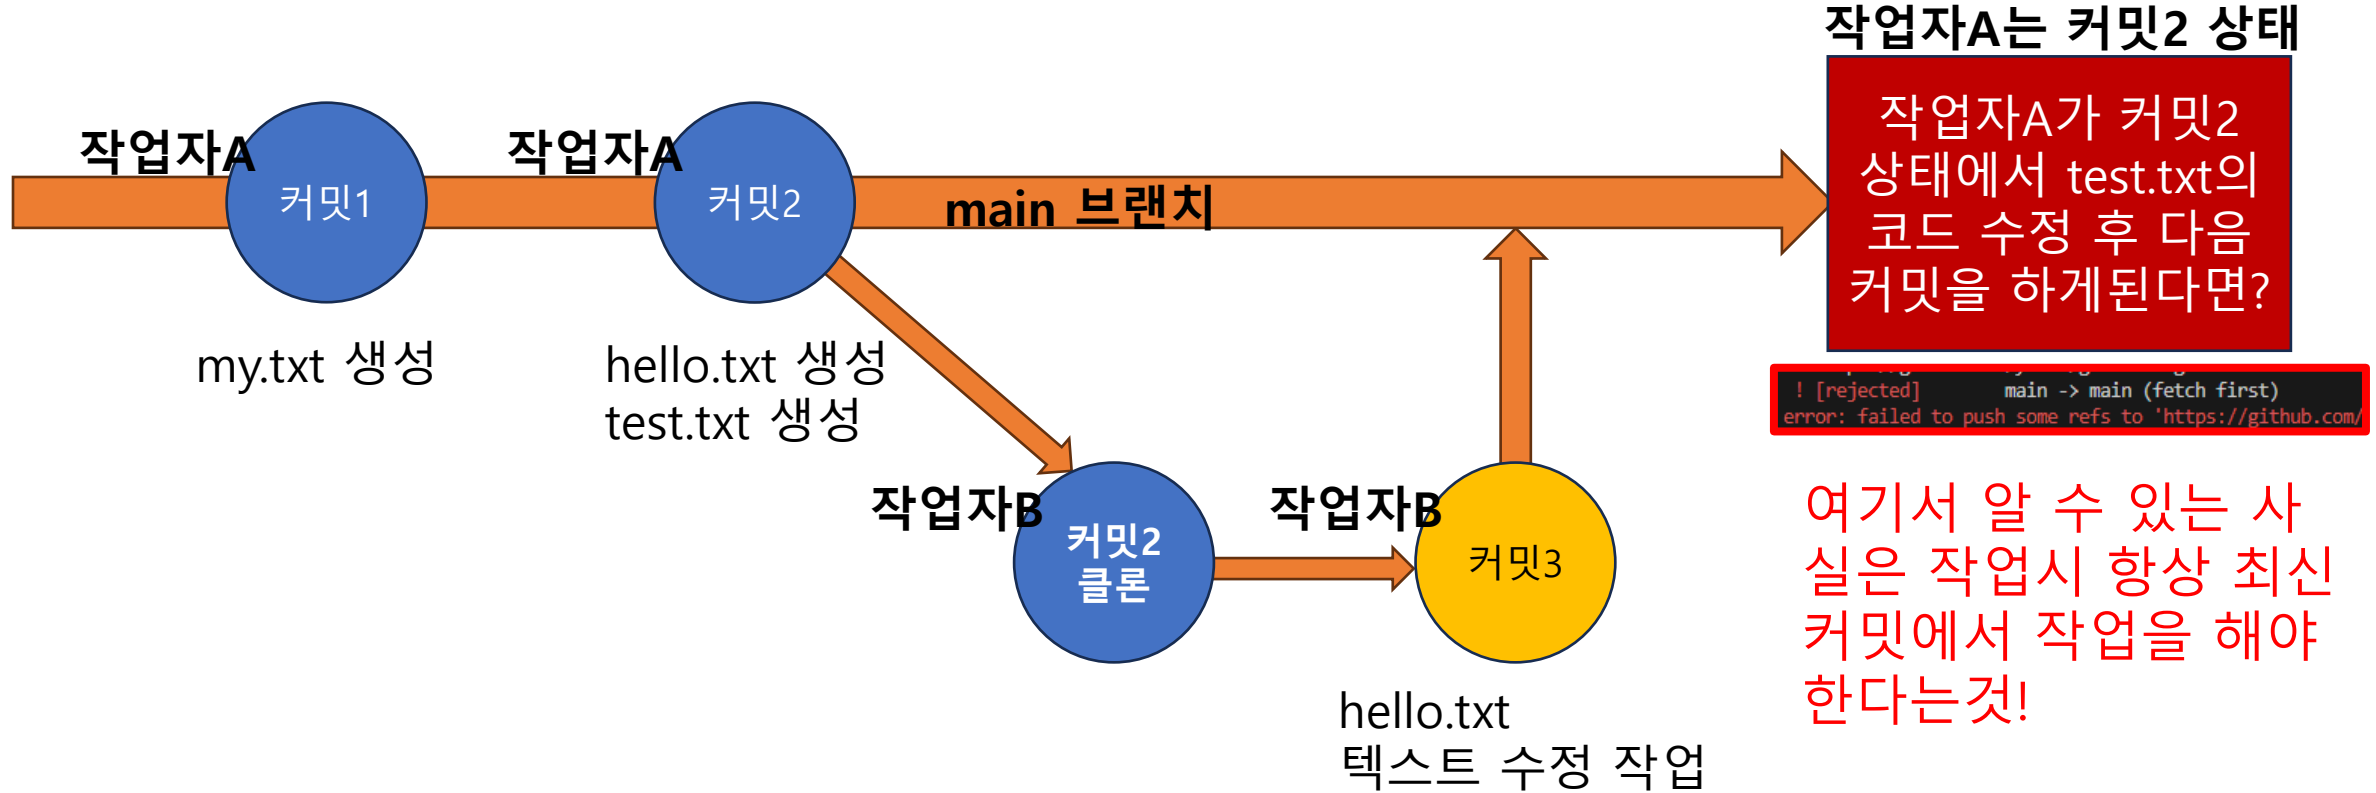 작업자A는 커밋2 상태
작업자A
커밋1
작업자A
커밋2
main 브랜치
작업자A가 커밋2
상태에서 test.txt의
코드 수정 후 다음
커밋을 하게된다면?
my.txt 생성
hello.txt 생성
test.txt 생성
! [rejected] main -> main (fetch first)
error: failed to push some refs to 'https://github.com/
작업자B
커밋2
클론
작업자B
커밋3
여기서 알 수 있는 사
실은 작업시 항상 최신
커밋에서 작업을 해야
한다는것!
hello.txt
텍스트 수정 작업